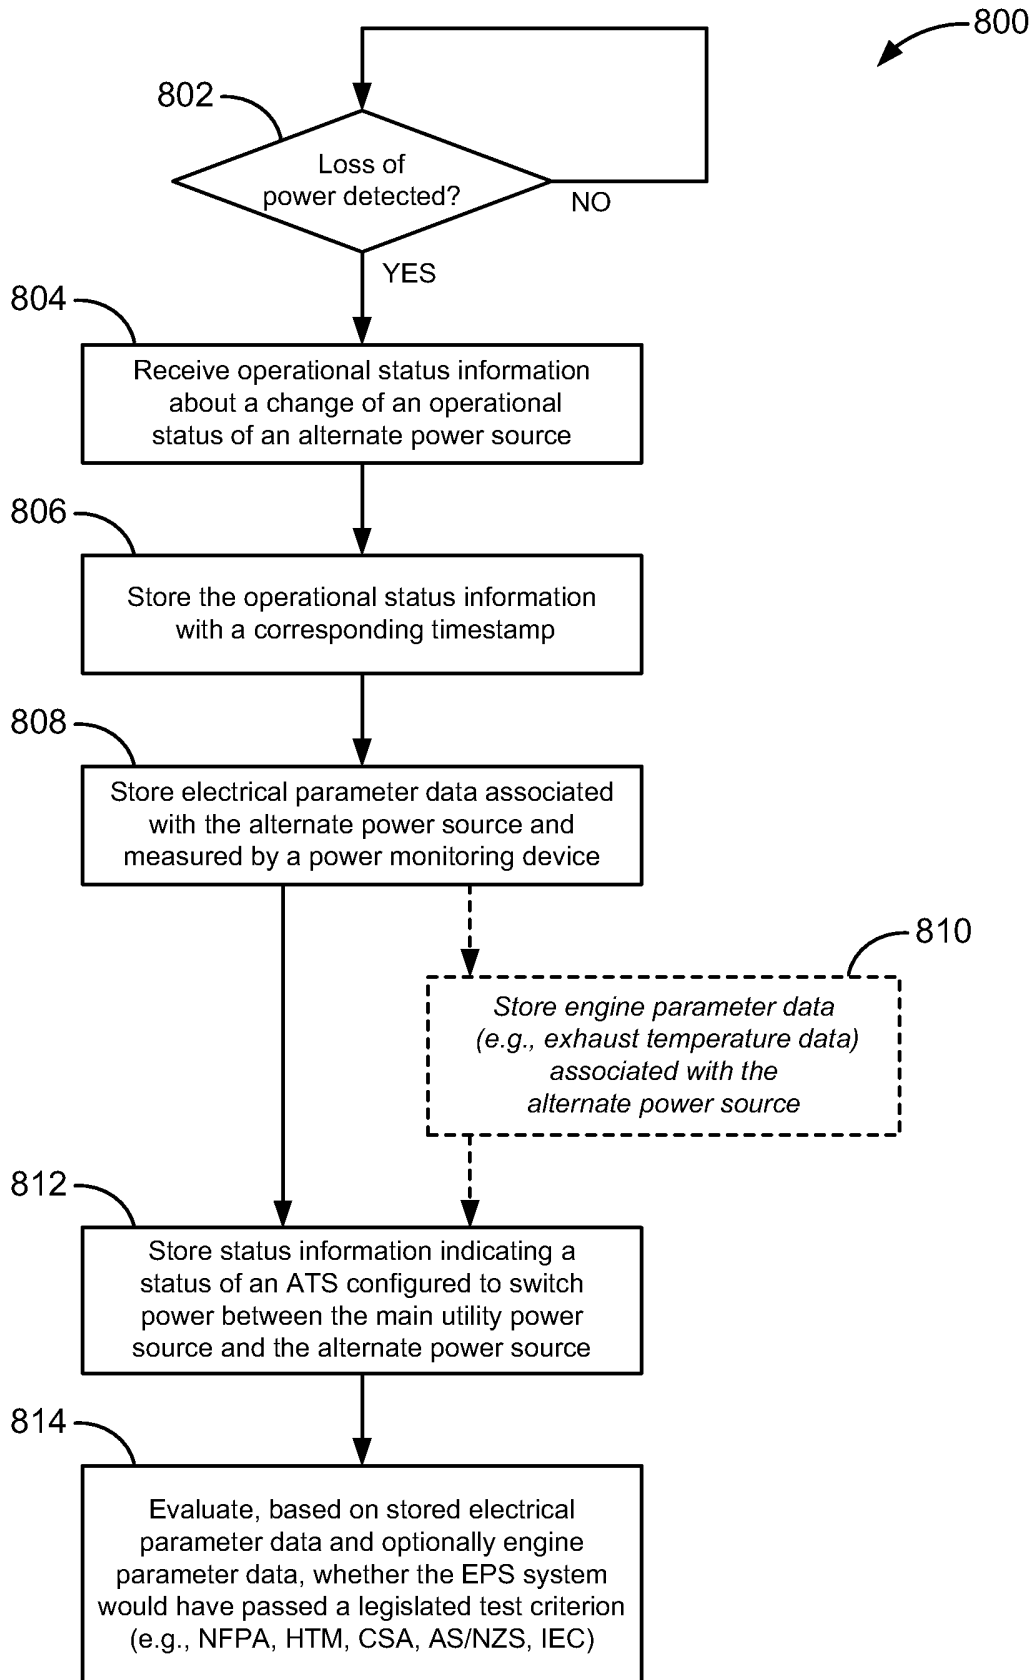 800
802
Loss of
power detected?
NO
YES
804
Receive operational status information
about a change of an operational
status of an alternate power source
806
Store the operational status information
with a corresponding timestamp
808
Store electrical parameter data associated
with the alternate power source and
measured by a power monitoring device
810
Store engine parameter data
(e.g., exhaust temperature data)
associated with the
alternate power source
812
Store status information indicating a
status of an ATS configured to switch
power between the main utility power
source and the alternate power source
814
Evaluate, based on stored electrical
parameter data and optionally engine
parameter data, whether the EPS system
would have passed a legislated test criterion
(e.g., NFPA, HTM, CSA, AS/NZS, IEC)